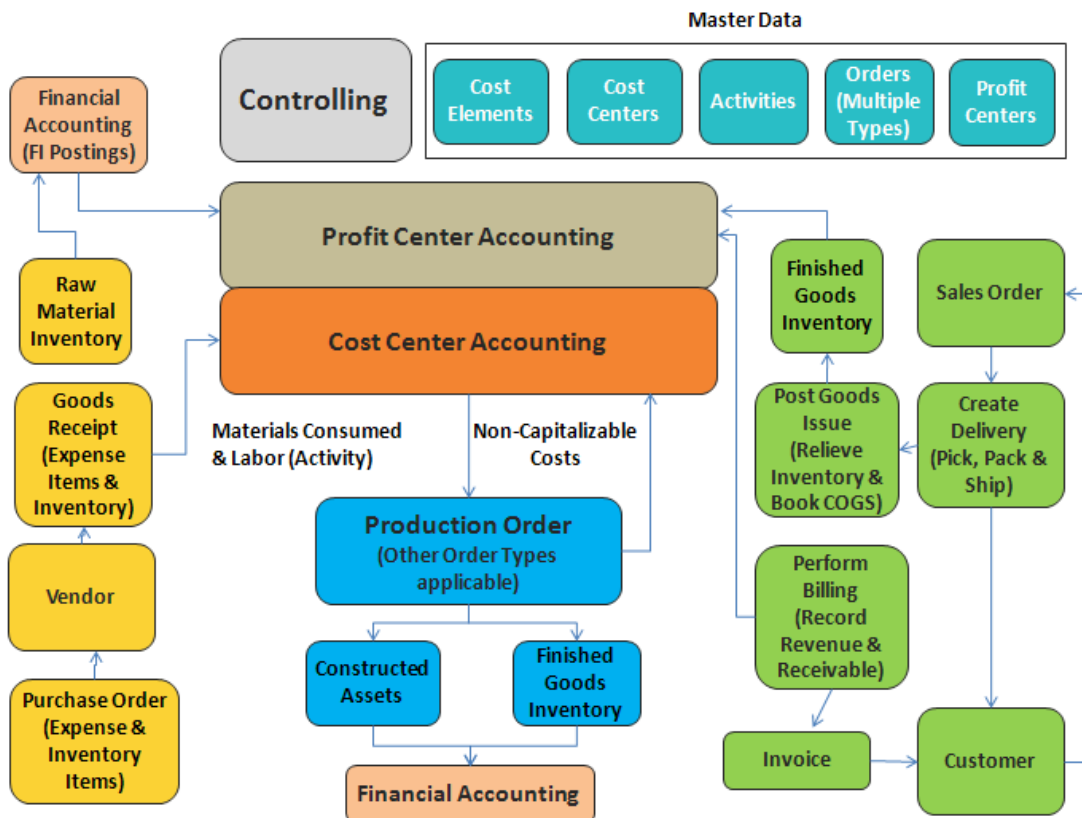 Master Data
Controlling
Cost
Elements
Cost
Centers
Activities
Orders
(Multiple
Types)
Profit
Centers
Financial
Accounting
(FI Postings)
Profit Center Accounting
Raw
Material
Inventory
Finished
Goods
Inventory
Sales Order
Cost Center Accounting
Goods
Receipt
(Expense
Items &
Inventory)
Materials Consumed
& Labor (Activity)
Non-Capitalizable
Costs
Post Goods
Issue
(Relieve
Inventory &
Book COGS)
Create
Delivery
(Pick, Pack &
Ship)
Production Order
(Other Order Types
applicable)
Vendor
Perform
Billing
(Record
Revenue &
Receivable)
Constructed
Assets
Finished
Goods
Inventory
Purchase Order
(Expense &
Inventory
Items)
Invoice
Customer
Financial Accounting